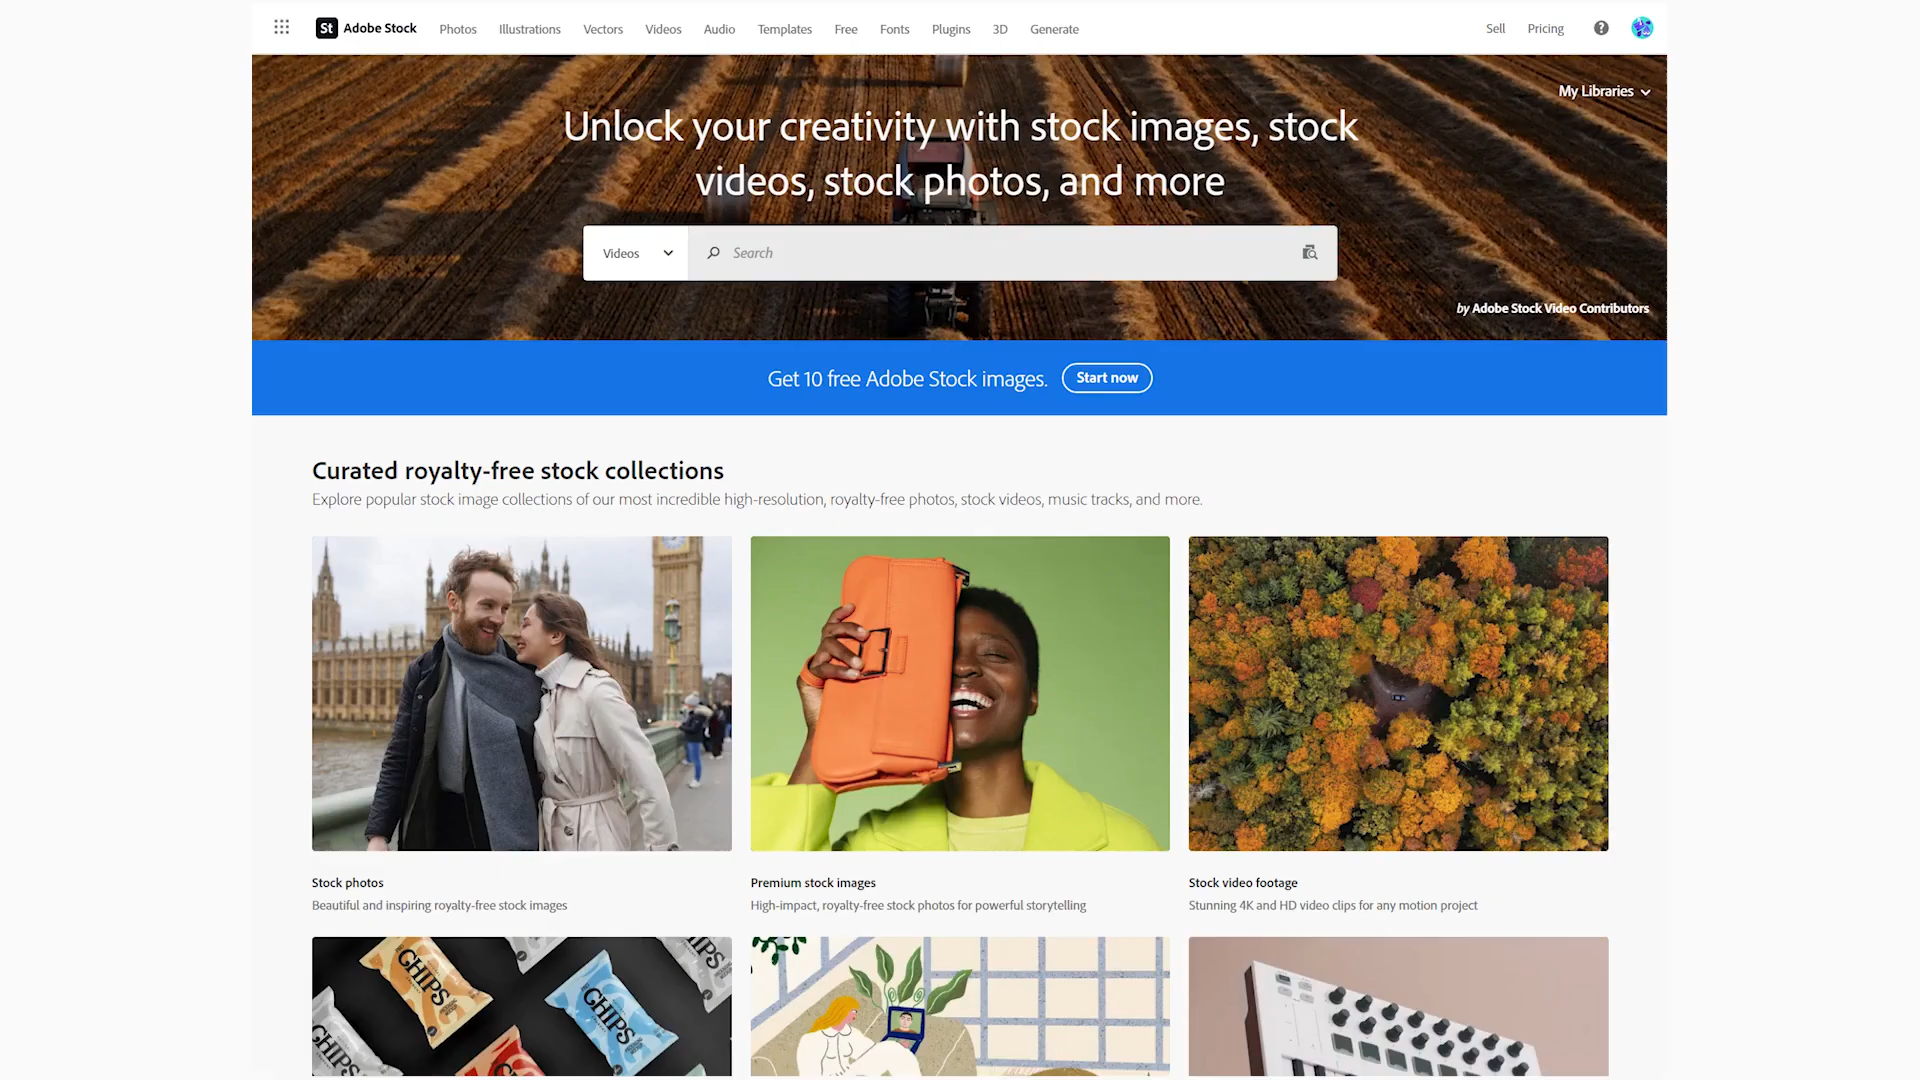 St Adobe Stock Photos Illustrations Vectors Videos Audio Templates Free Fonts Plugins 3D Generate Sell Pricing ?
My Libraries
Unlock your creativity with stock images, stock
videos, stock photos, and more
Videos Search
by Adobe Stock Video Contributors
Get 10 free Adobe Stock images. Start now
Curated royalty-free stock collections
Explore popular stock image collections of our most incredible high-resolution, royalty-free photos, stock videos, music tracks, and more.
Stock photos
Beautiful and inspiring royalty-free stock images
Premium stock images
High-impact, royalty-free stock photos for powerful storytelling
Stock video footage
Stunning 4K and HD video clips for any motion project
CHIPS
CHIPS
CHIPS
CHIPS